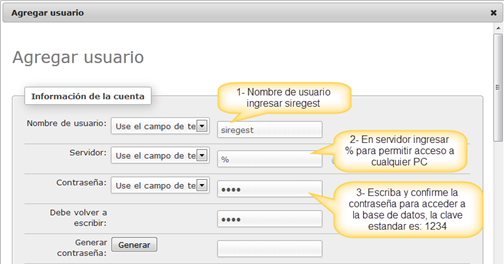 Agregar usuario
Agregar usuario
Información de la cuenta
1- Nombre de usuario
ingresar siregest
Nombre de usuario:
Use el campo de te
siregest
Servidor:
Use el campo de te
%
2- En servidor ingresar
% para permitir acceso a
cualquier PC
Contraseña:
Use el campo de te
••••
3- Escriba y confirme la
contraseña para acceder a
la base de datos, la clave
estandar es: 1234
Debe volver a
escribir:
••••
Generar
contraseña:
Generar